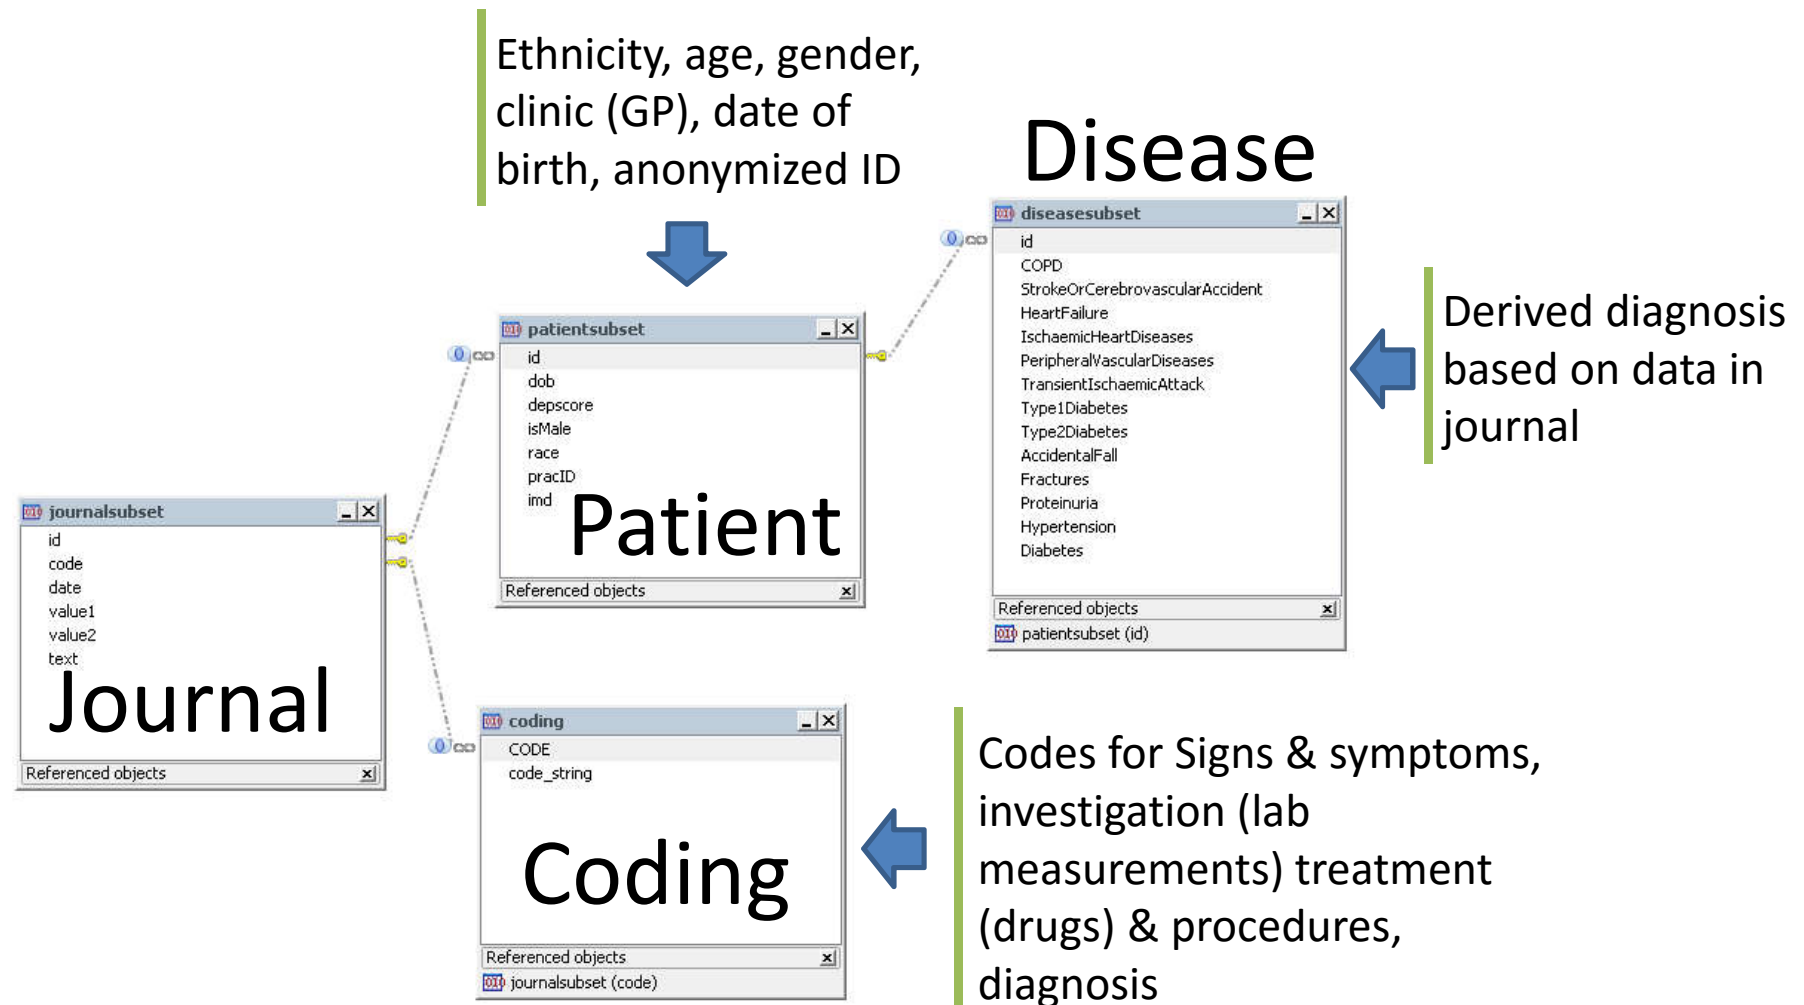 Ethnicity, age, gender,
clinic (GP), date of
birth, anonymized ID
Disease
diseasesubset
id
COPD
StrokeOrCerebrovascularAccident
HeartFailure
IschaemicHeartDiseases
PeripheralVascularDiseases
TransientIschaemicAttack
Type1Diabetes
Type2Diabetes
AccidentalFall
Fractures
Proteinuria
Hypertension
Diabetes
Referenced objects
patientsubset (id)
Derived diagnosis
based on data in
journal
patientsubset
id
dob
depscore
isMale
race
pracID
imd
Patient
Referenced objects
journalsubset
id
code
date
value1
value2
text
Journal
Referenced objects
coding
CODE
code_string
Coding
Referenced objects
journalsubset (code)
Codes for Signs & symptoms,
investigation (lab
measurements) treatment
(drugs) & procedures,
diagnosis